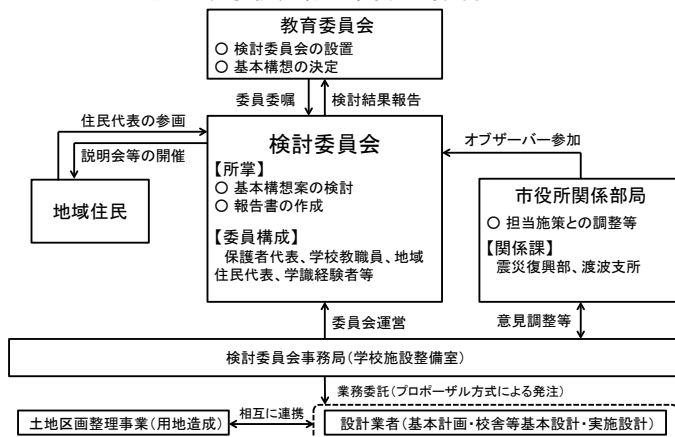 教育委員会
○ 検討委員会の設置
○ 基本構想の決定
委員委嘱
検討結果報告
住民代表の参画
説明会等の開催
地域住民
検討委員会
【所掌】
○ 基本構想案の検討
○ 報告書の作成
【委員構成】
保護者代表、学校教職員、地域
住民代表、学識経験者等
オブザーバー参加
市役所関係部局
○ 担当施策との調整等
【関係課】
震災復興部、渡波支所
委員会運営
意見調整等
検討委員会事務局(学校施設整備室)
業務委託(プロポーザル方式による発注)
土地区画整理事業(用地造成)
相互に連携
設計業者(基本計画・校舎等基本設計・実施設計)